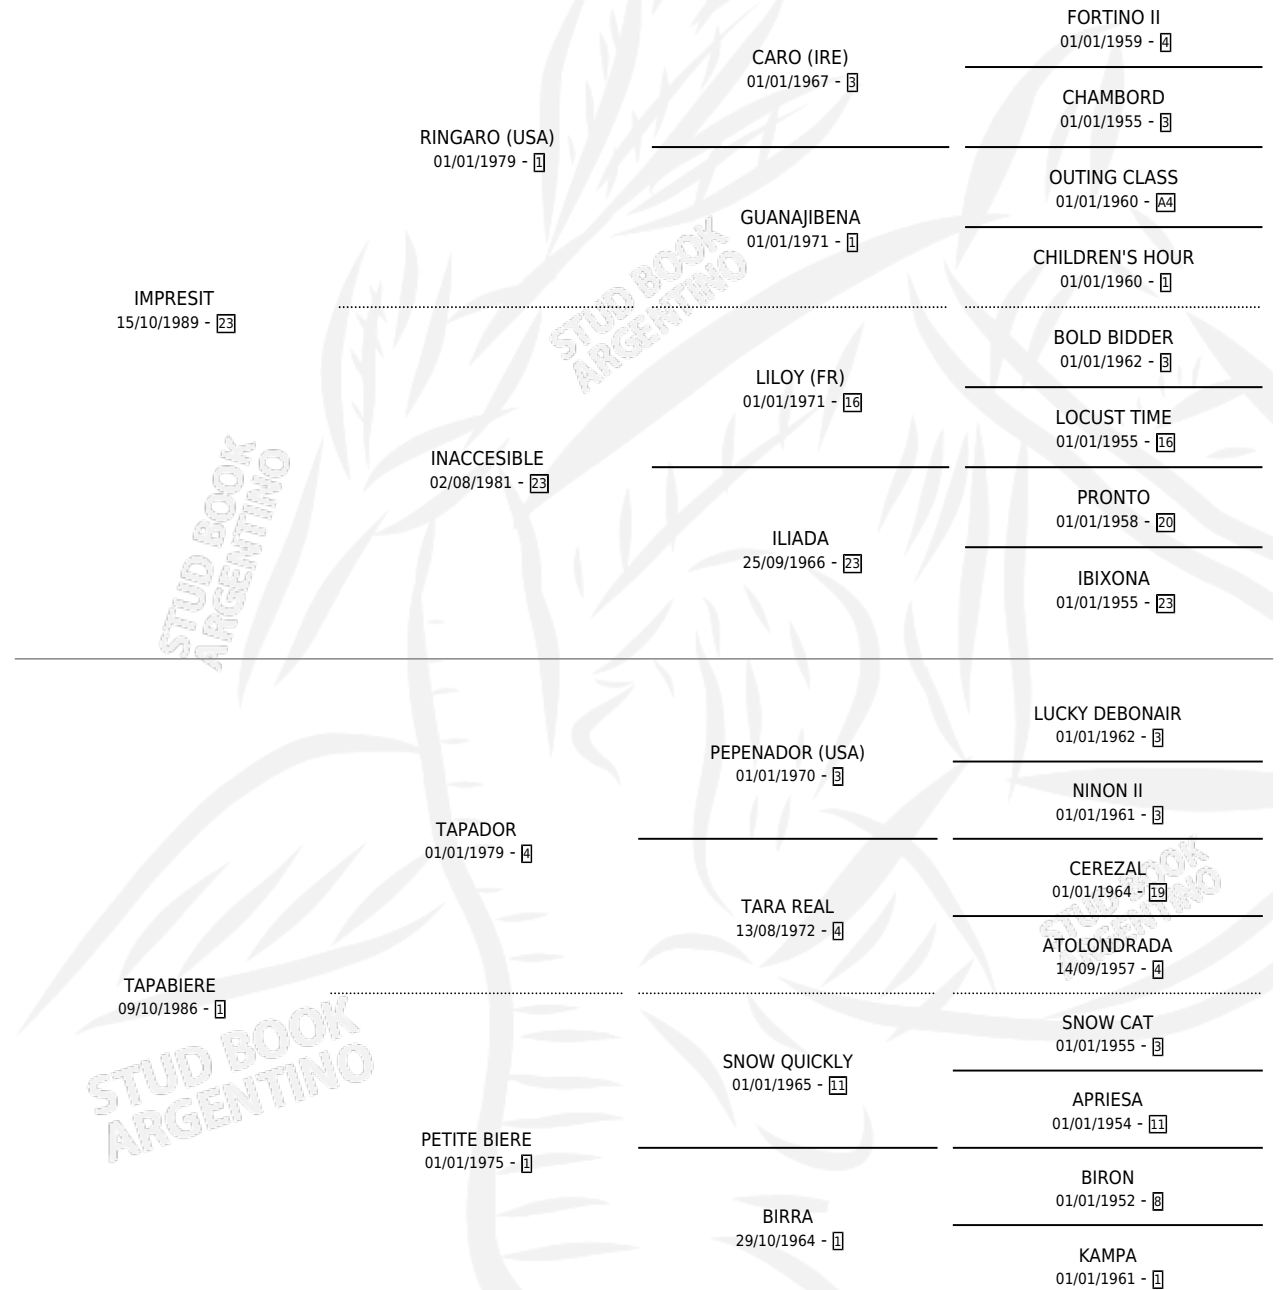 FORTINO II
01/01/1959 - 4
CARO (IRE)
01/01/1967 - 3
CHAMBORD
01/01/1955 - 3
RINGARO (USA)
01/01/1979 - 1
OUTING CLASS
01/01/1960 - A4
GUANAJIBENA
01/01/1971 - 1
CHILDREN'S HOUR
01/01/1960 - 1
IMPRESIT
15/10/1989 - 23
BOLD BIDDER
01/01/1962 - 3
LILOY (FR)
01/01/1971 - 16
LOCUST TIME
01/01/1955 - 16
INACCESIBLE
02/08/1981 - 23
PRONTO
01/01/1958 - 20
ILIADA
25/09/1966 - 23
IBIXONA
01/01/1955 - 23
LUCKY DEBONAIR
01/01/1962 - 3
PEPENADOR (USA)
01/01/1970 - 3
NINON II
01/01/1961 - 3
TAPADOR
01/01/1979 - 4
CEREZAL
01/01/1964 - 19
TARA REAL
13/08/1972 - 4
ATOLONDRADA
14/09/1957 - 4
TAPABIERE
09/10/1986 - 1
SNOW CAT
01/01/1955 - 3
SNOW QUICKLY
01/01/1965 - 11
APRIESA
01/01/1954 - 11
PETITE BIERE
01/01/1975 - 1
BIRON
01/01/1952 - 8
BIRRA
29/10/1964 - 1
KAMPA
01/01/1961 - 1
STUD BOOK
ARGENTINO
STUD BOOK
ARGENTINO
STUD BOOK
ARGENTINO
STUD BOOK
ARGENTINO